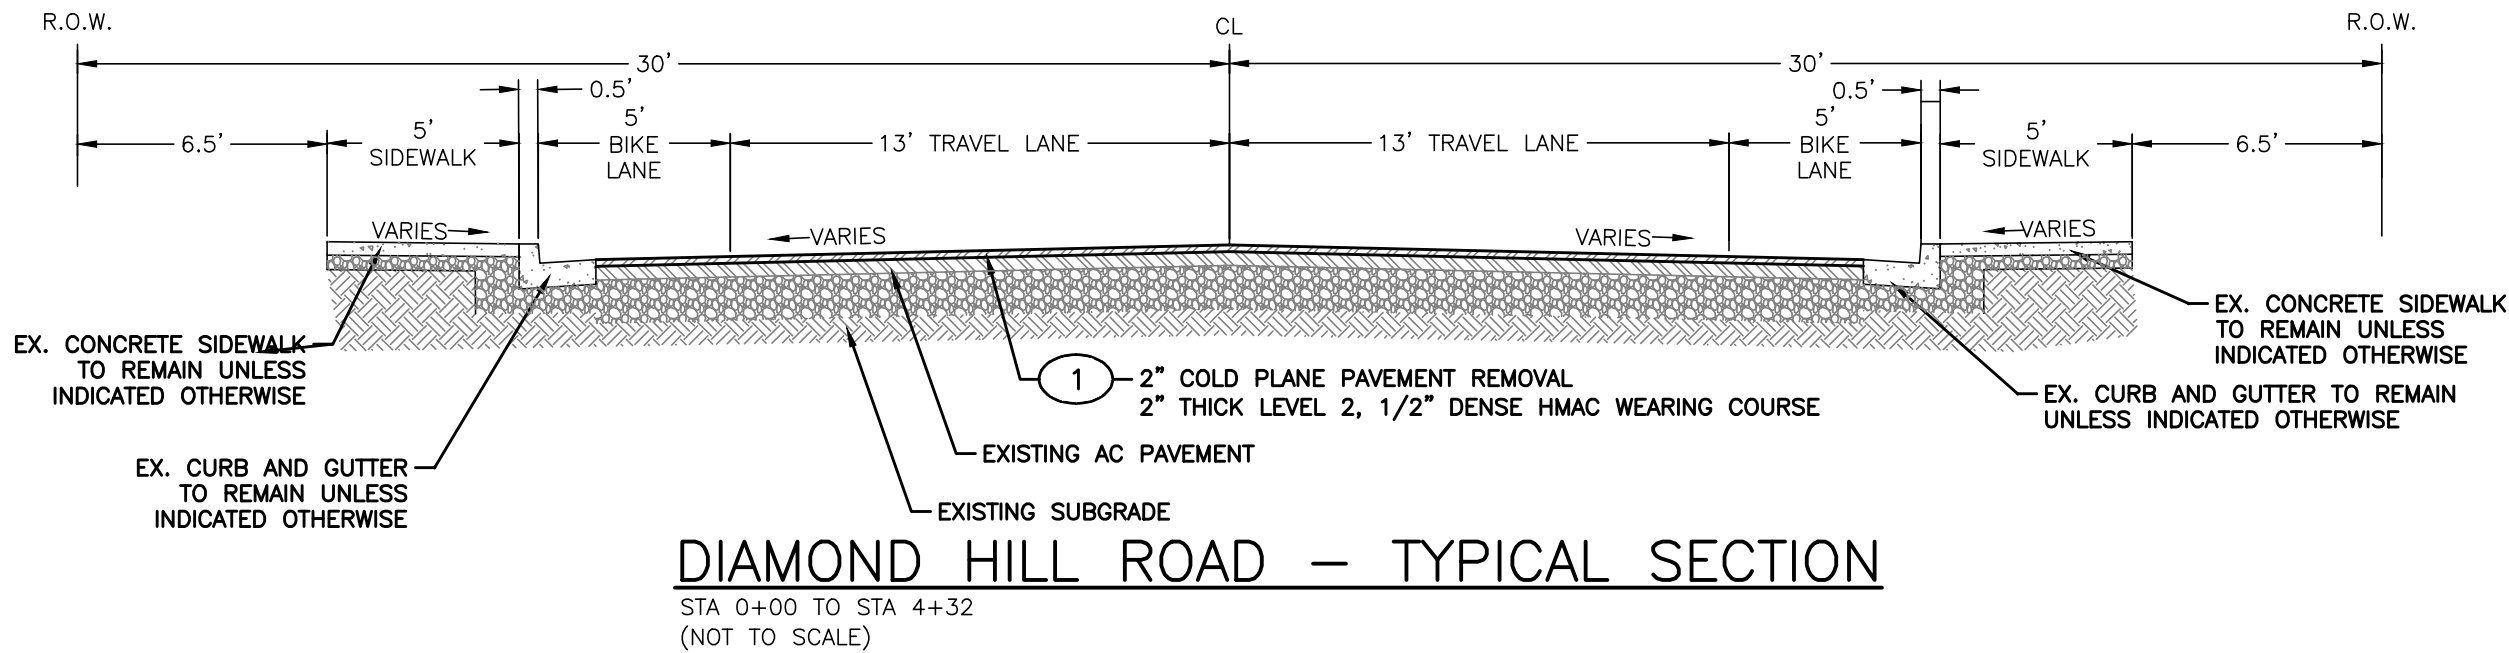 R.O.W.
CL
R.O.W.
30'
30'
0.5'
0.5'
6.5'
5'
SIDEWALK
5'
BIKE
LANE
13' TRAVEL LANE
13' TRAVEL LANE
5'
BIKE
LANE
5'
SIDEWALK
6.5'
VARIES
VARIES
VARIES
VARIES
EX. CONCRETE SIDEWALK
TO REMAIN UNLESS
INDICATED OTHERWISE
EX. CONCRETE SIDEWALK
TO REMAIN UNLESS
INDICATED OTHERWISE
1
2" COLD PLANE PAVEMENT REMOVAL
2" THICK LEVEL 2, 1/2" DENSE HMAC WEARING COURSE
EX. CURB AND GUTTER TO REMAIN
UNLESS INDICATED OTHERWISE
EXISTING AC PAVEMENT
EX. CURB AND GUTTER
TO REMAIN UNLESS
INDICATED OTHERWISE
EXISTING SUBGRADE
DIAMOND HILL ROAD - TYPICAL SECTION
STA 0+00 TO STA 4+32
(NOT TO SCALE)